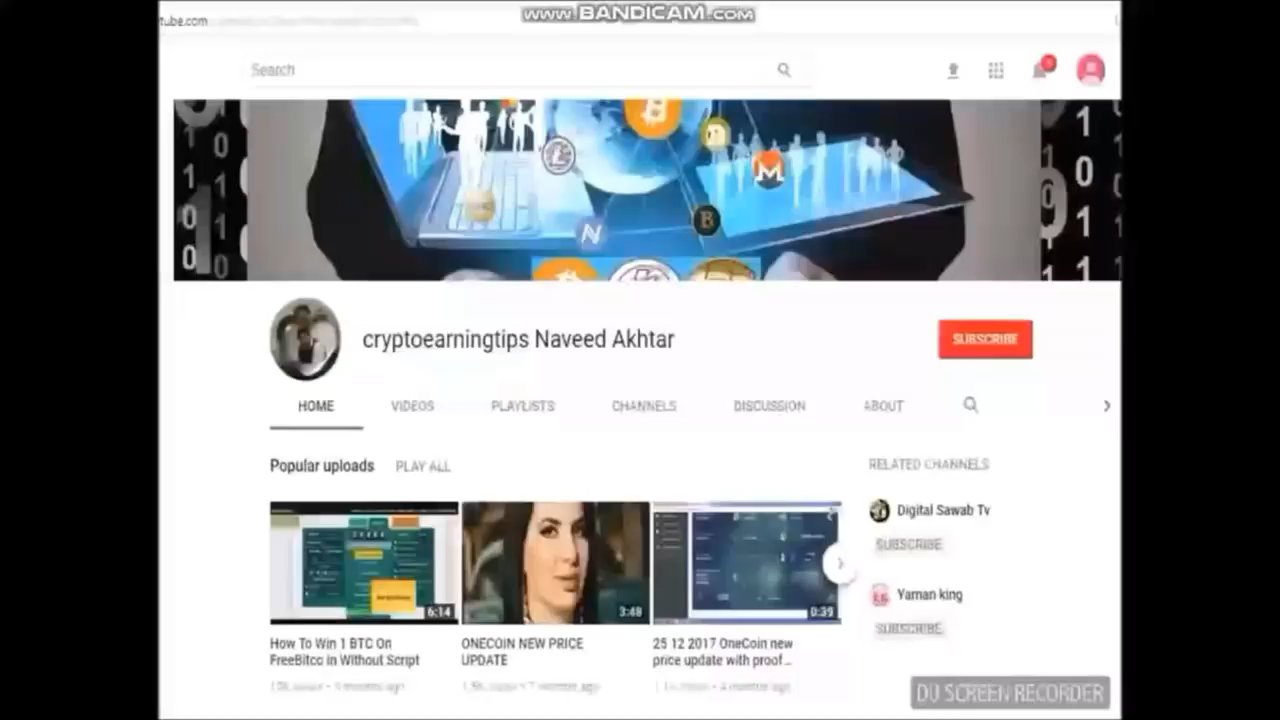 www.BANDICAM.com
tube.com
Search
cryptoearningtips Naveed Akhtar
SUBSCRIBE
HOME
VIDEOS
PLAYLISTS
CHANNELS
DISCUSSION
ABOUT
Popular uploads
PLAY ALL
6:14
How To Win 1 BTC On
FreeBitco in Without Script
3:48
ONECOIN NEW PRICE
UPDATE
0:39
25 12 2017 OneCoin new
price update with proof...
RELATED CHANNELS
Digital Sawab Tv
SUBSCRIBE
Yaman king
SUBSCRIBE
DU SCREEN RECORDER